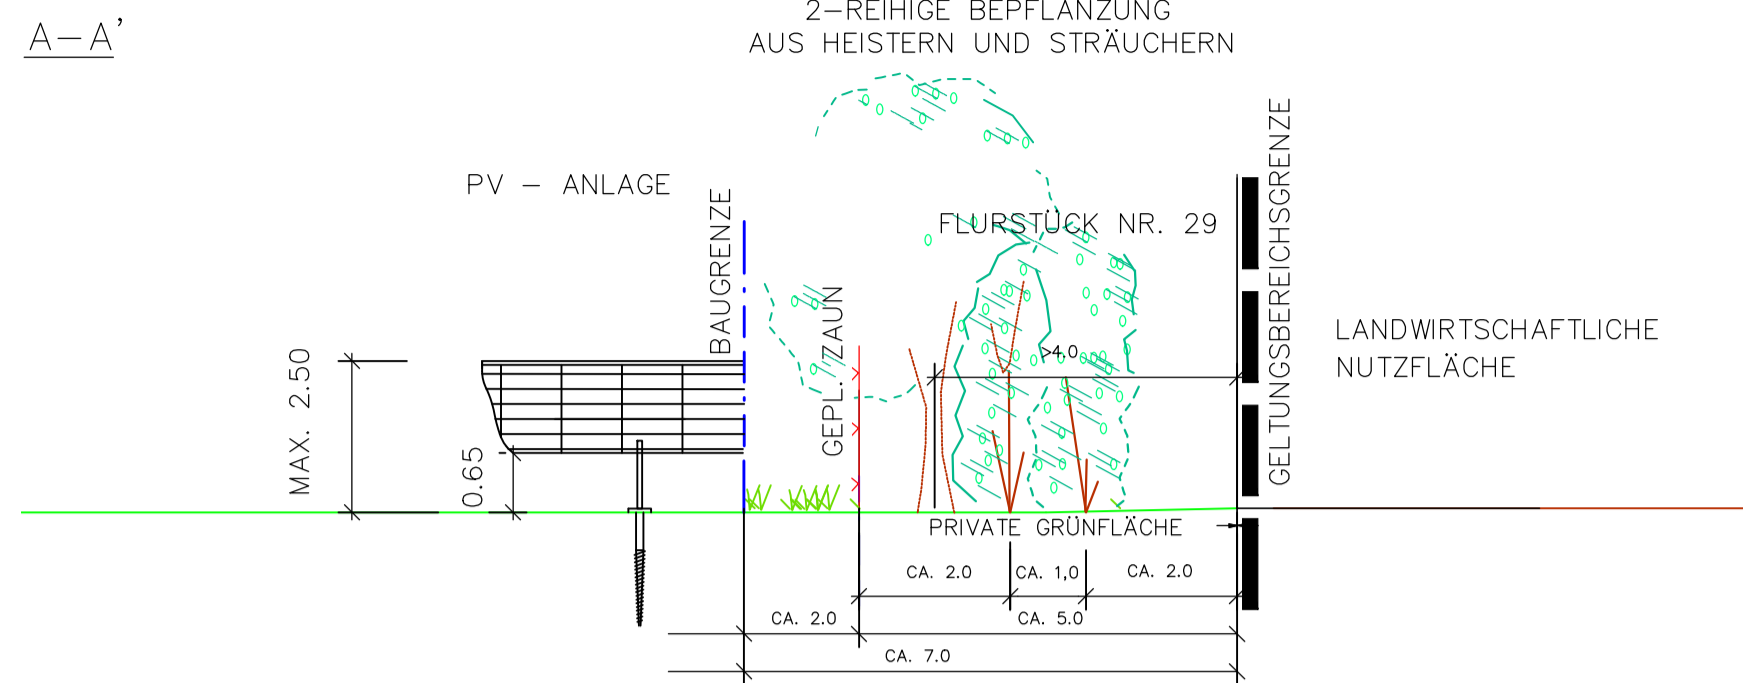 A-A'
2-REIHIGE BEPFLANZUNG
AUS HEISTERN UND STRÄUCHERN
PV - ANLAGE
BAUGRENZE
GEPL. ZAUN
FLURSTÜCK NR. 29
GELTUNGSBEREICHSGRENZE
LANDWIRTSCHAFTLICHE
NUTZFLÄCHE
MAX. 2.50
0.65
>4.0
PRIVATE GRÜNFLÄCHE
CA. 2.0
CA. 1,0
CA. 2.0
CA. 2.0
CA. 5.0
CA. 7.0